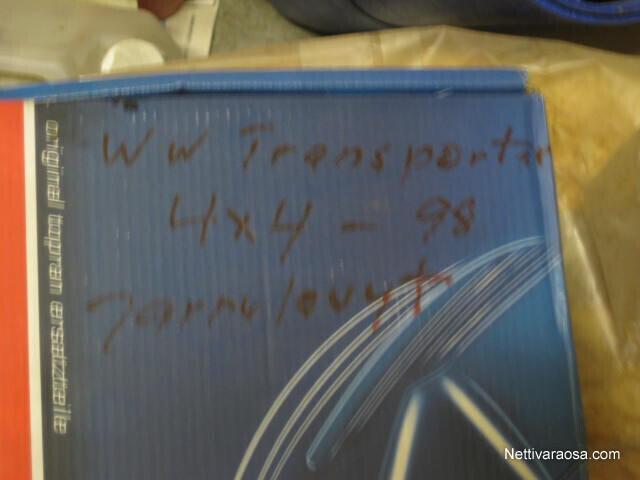 WW Transporter
4x4 - 98
Jarrulevyt
original topran ersatzteile
Nettivaraosa.com